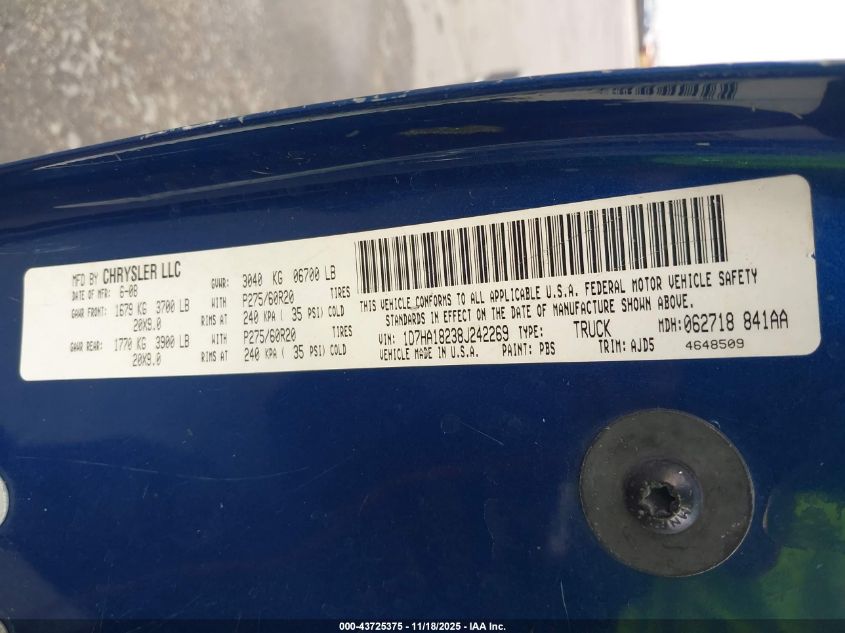 MFD BY CHRYSLER LLC
DATE OF MFR: 6-08
GVWR: 3040 KG 06700 LB
GAWR FRONT: 1679 KG 3700 LB WITH P275/60R20 TIRES
20X9.0 RIMS AT 240 KPA ( 35 PSI) COLD
GAWR REAR: 1770 KG 3900 LB WITH P275/60R20 TIRES
20X9.0 RIMS AT 240 KPA ( 35 PSI) COLD
THIS VEHICLE CONFORMS TO ALL APPLICABLE U.S.A. FEDERAL MOTOR VEHICLE SAFETY
STANDARDS IN EFFECT ON THE DATE OF MANUFACTURE SHOWN ABOVE.
VIN: 1D7HA18238J242269 TYPE: TRUCK MDH: 062718 841AA
VEHICLE MADE IN U.S.A. PAINT: PBS TRIM: AJD5 4648509
000-43725375 - 11/18/2025 - IAA Inc.